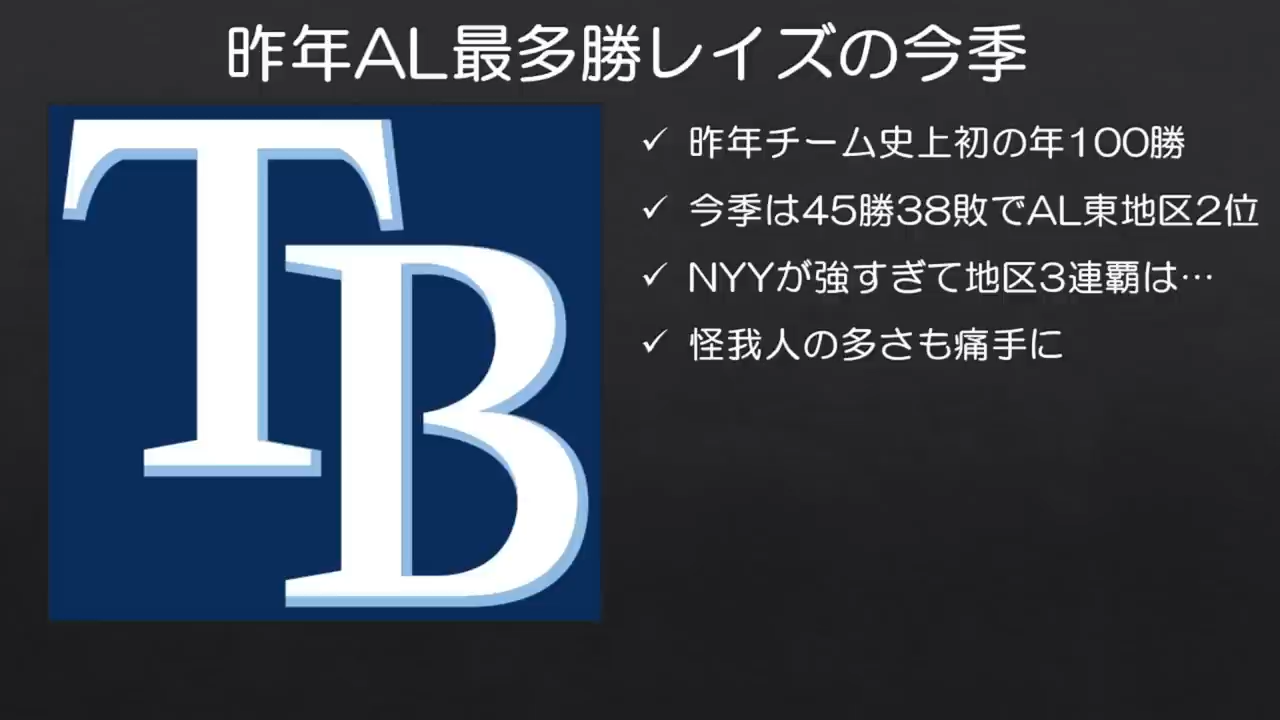 昨年AL最多勝レイズの今季
TB
✓ 昨年チーム史上初の年100勝
✓ 今季は45勝38敗でAL東地区2位
✓ NYYが強すぎて地区3連覇は…
✓ 怪我人の多さも痛手に